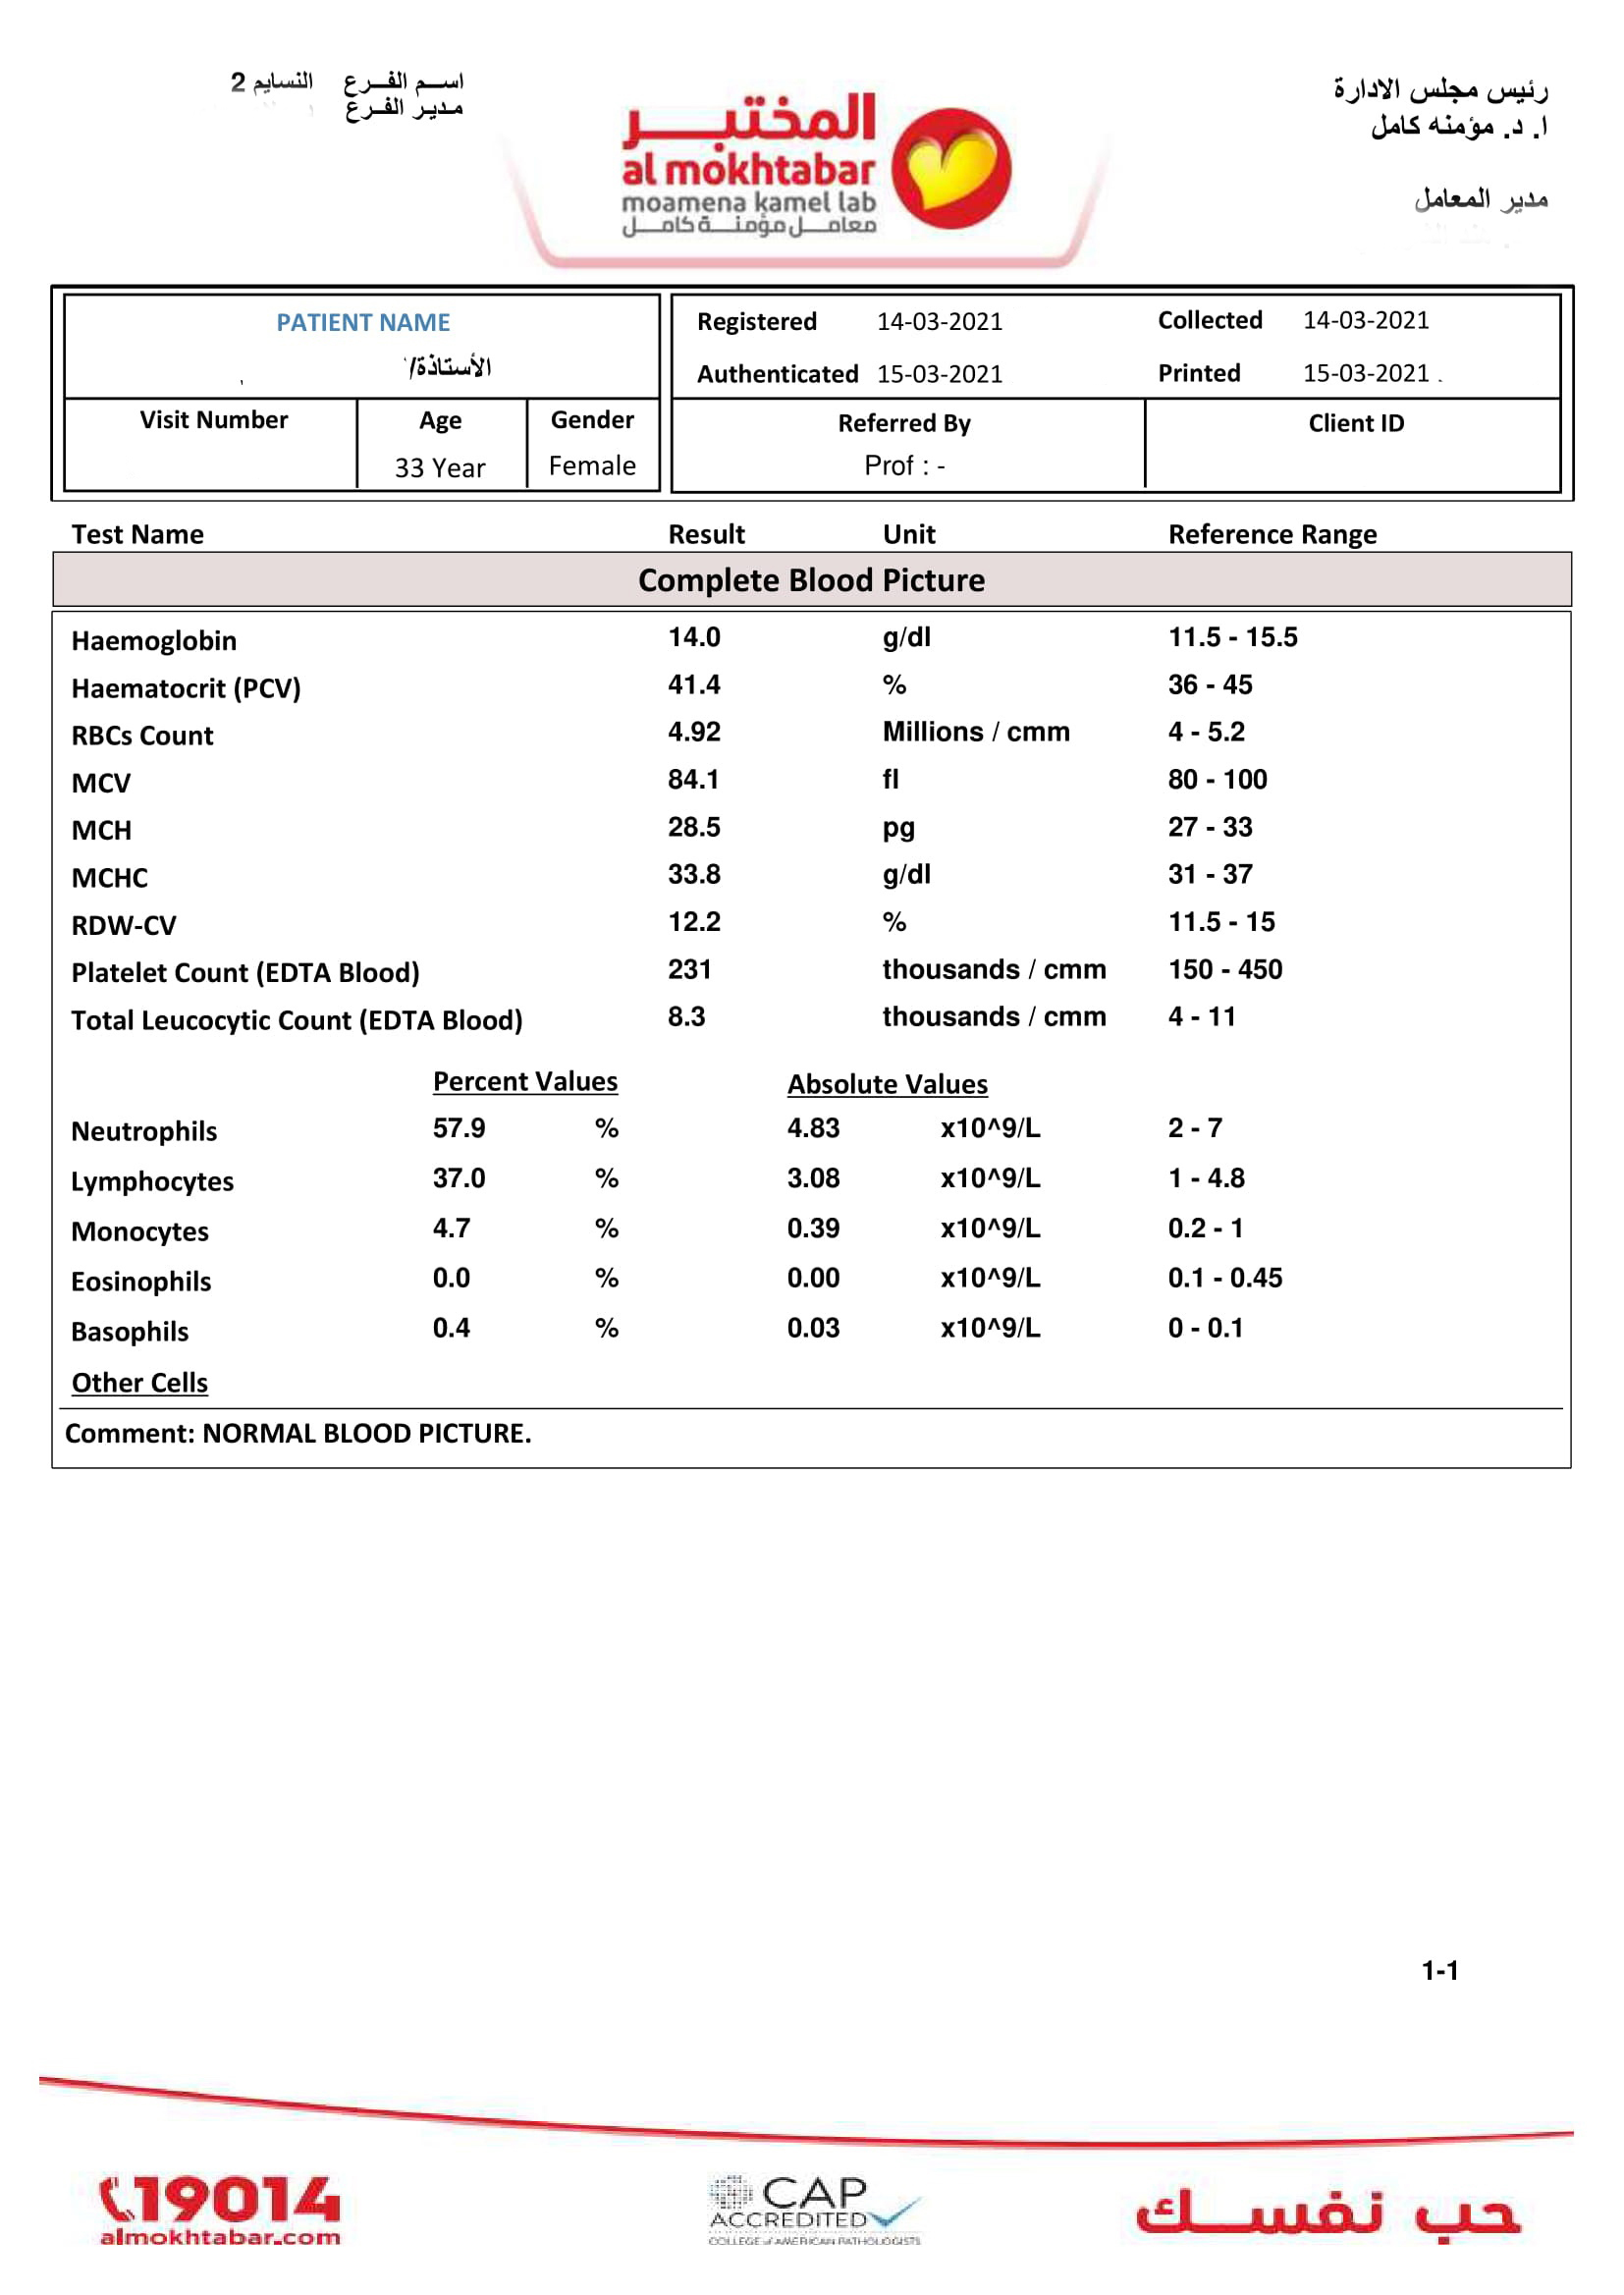 اسـم الفـرع النسايم 2
مدير الفرع
المختبر
al mokhtabar
moamena kamel lab
معامل مؤمنة كامل
رئيس مجلس الادارة
ا. د. مؤمنه كامل
مدير المعامل
PATIENT NAME
الأستاذة/
Registered 14-03-2021 Collected 14-03-2021
Authenticated 15-03-2021 Printed 15-03-2021
Visit Number Age Gender Referred By Client ID
33 Year Female Prof : -
Test Name Result Unit Reference Range
Complete Blood Picture
Haemoglobin 14.0 g/dl 11.5 - 15.5
Haematocrit (PCV) 41.4 % 36 - 45
RBCs Count 4.92 Millions / cmm 4 - 5.2
MCV 84.1 fl 80 - 100
MCH 28.5 pg 27 - 33
MCHC 33.8 g/dl 31 - 37
RDW-CV 12.2 % 11.5 - 15
Platelet Count (EDTA Blood) 231 thousands / cmm 150 - 450
Total Leucocytic Count (EDTA Blood) 8.3 thousands / cmm 4 - 11
Percent Values Absolute Values
Neutrophils 57.9 % 4.83 x10^9/L 2 - 7
Lymphocytes 37.0 % 3.08 x10^9/L 1 - 4.8
Monocytes 4.7 % 0.39 x10^9/L 0.2 - 1
Eosinophils 0.0 % 0.00 x10^9/L 0.1 - 0.45
Basophils 0.4 % 0.03 x10^9/L 0 - 0.1
Other Cells
Comment: NORMAL BLOOD PICTURE.
1-1
19014
almokhtabar.com
CAP
ACCREDITED
COLLEGE of AMERICAN PATHOLOGISTS
حب نفسك